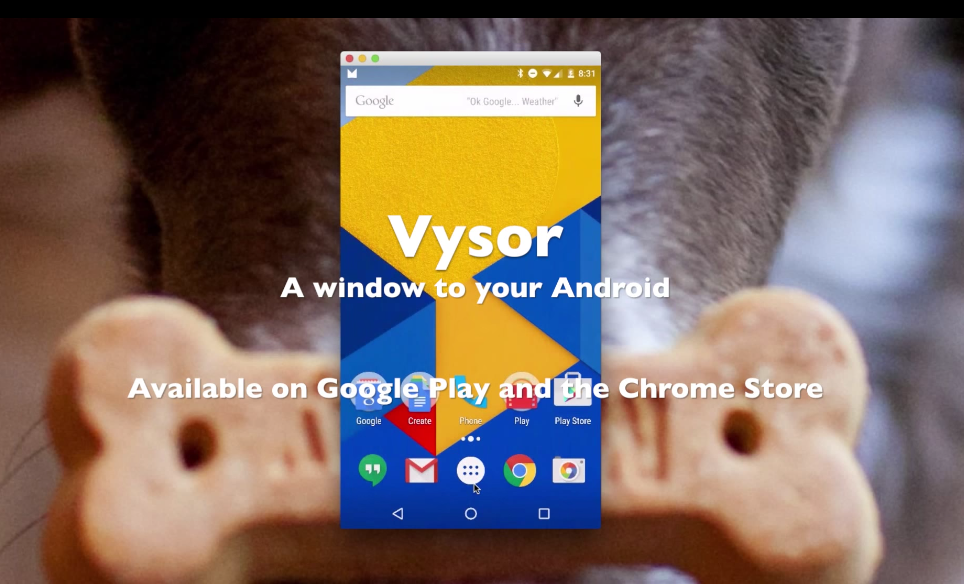 8:31
Google "Ok Google... Weather"
Vysor
A window to your Android
Available on Google Play and the Chrome Store
Google Create Phone Play Play Store